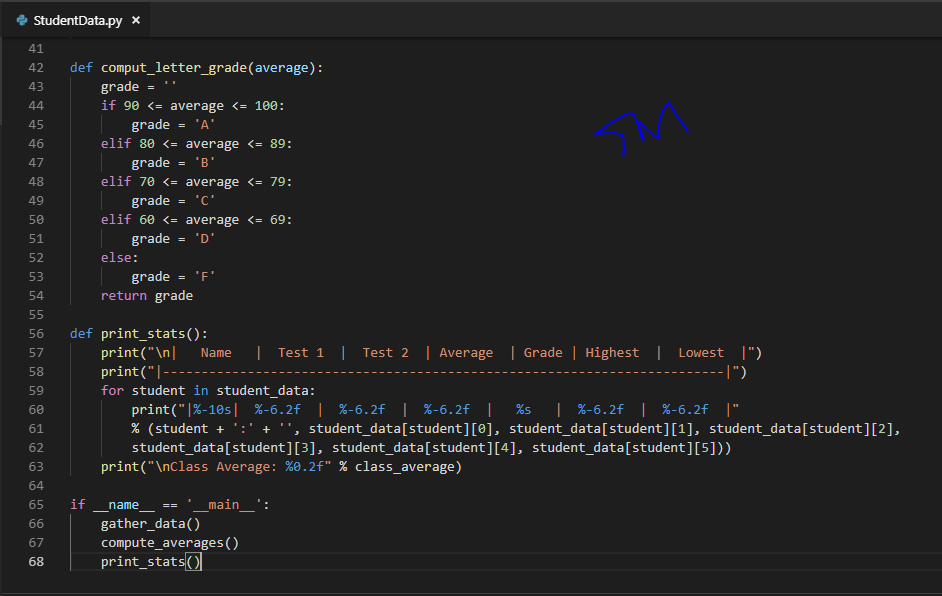 StudentData.py ×
41
42 def comput_letter_grade(average):
43     grade = ''
44     if 90 <= average <= 100:
45         grade = 'A'
46     elif 80 <= average <= 89:
47         grade = 'B'
48     elif 70 <= average <= 79:
49         grade = 'C'
50     elif 60 <= average <= 69:
51         grade = 'D'
52     else:
53         grade = 'F'
54     return grade
55
56 def print_stats():
57     print("\n|   Name   |  Test 1  |  Test 2  | Average  | Grade | Highest  |  Lowest  |")
58     print("|-------------------------------------------------------------------------|")
59     for student in student_data:
60         print("|%-10s|  %-6.2f  |  %-6.2f  |  %-6.2f  |   %s   |  %-6.2f  |  %-6.2f  |"
61         % (student + ':' + '', student_data[student][0], student_data[student][1], student_data[student][2],
62         student_data[student][3], student_data[student][4], student_data[student][5]))
63     print("\nClass Average: %0.2f" % class_average)
64
65 if __name__ == '__main__':
66     gather_data()
67     compute_averages()
68     print_stats()